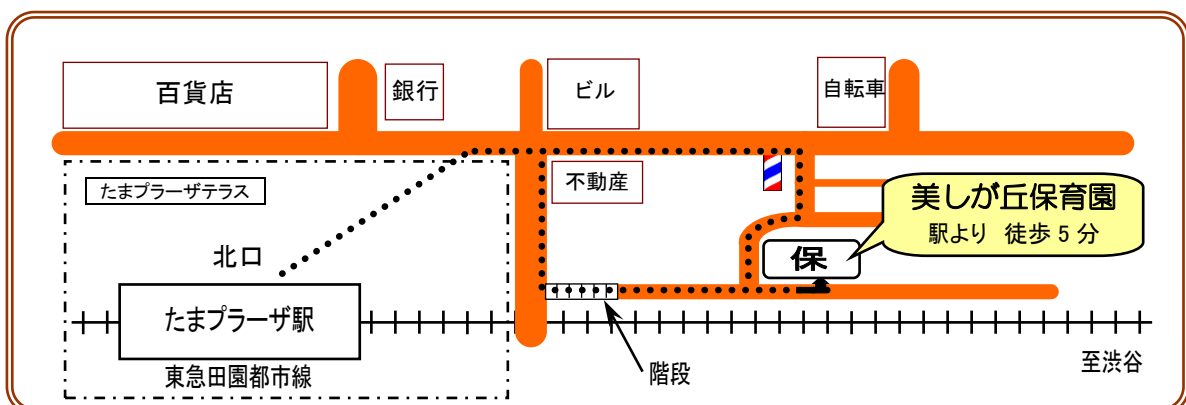 百貨店
銀行
ビル
自転車
たまプラーザテラス
不動産
美しが丘保育園
駅より 徒歩5分
北口
保
たまプラーザ駅
東急田園都市線
階段
至渋谷